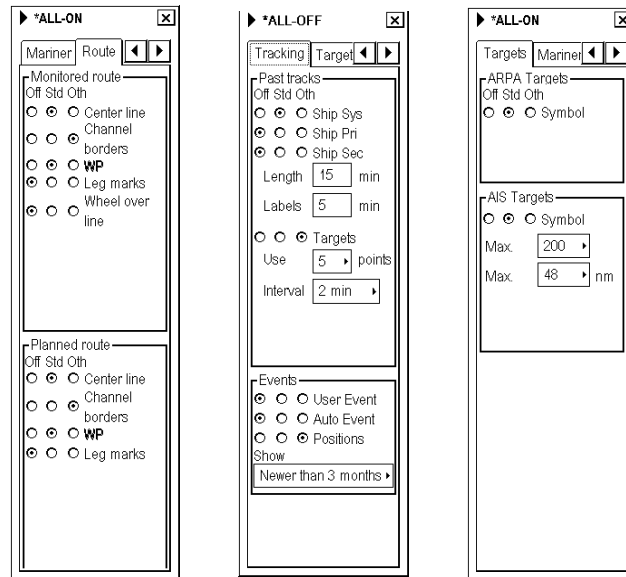 *ALL-ON
Mariner Route
Monitored route
Off Std Oth
Center line
Channel
borders
WP
Leg marks
Wheel over
line
Planned route
Off Std Oth
Center line
Channel
borders
WP
Leg marks
*ALL-OFF
Tracking Target
Past tracks
Off Std Oth
Ship Sys
Ship Pri
Ship Sec
Length 15 min
Labels 5 min
Targets
Use 5 points
Interval 2 min
Events
User Event
Auto Event
Positions
Show
Newer than 3 months
*ALL-ON
Targets Mariner
ARPA Targets
Off Std Oth
Symbol
AIS Targets
Symbol
Max. 200
Max. 48 nm